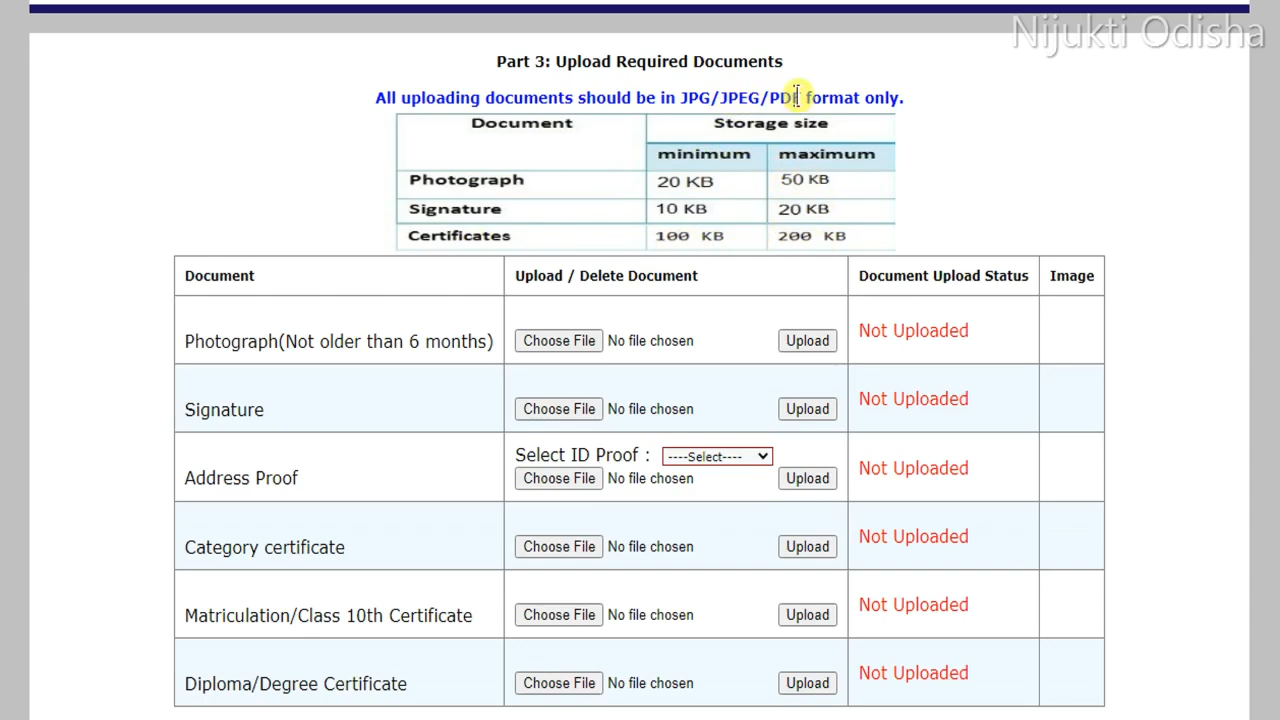 Nijukti Odisha
Part 3: Upload Required Documents
All uploading documents should be in JPG/JPEG/PDF format only.
Document Storage size
minimum maximum
Photograph 20 KB 50 KB
Signature 10 KB 20 KB
Certificates 100 KB 200 KB
Document Upload / Delete Document Document Upload Status Image
Photograph(Not older than 6 months) Choose File No file chosen Upload Not Uploaded
Signature Choose File No file chosen Upload Not Uploaded
Select ID Proof : ----Select----
Address Proof Choose File No file chosen Upload Not Uploaded
Category certificate Choose File No file chosen Upload Not Uploaded
Matriculation/Class 10th Certificate Choose File No file chosen Upload Not Uploaded
Diploma/Degree Certificate Choose File No file chosen Upload Not Uploaded